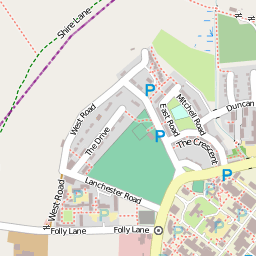 Shire Lane
P
West Road
East Road
Mitchell Road
Duncan
The Drive
P
The Crescent
P
West Road
Lanchester Road
P
P
Folly Lane
Folly Lane